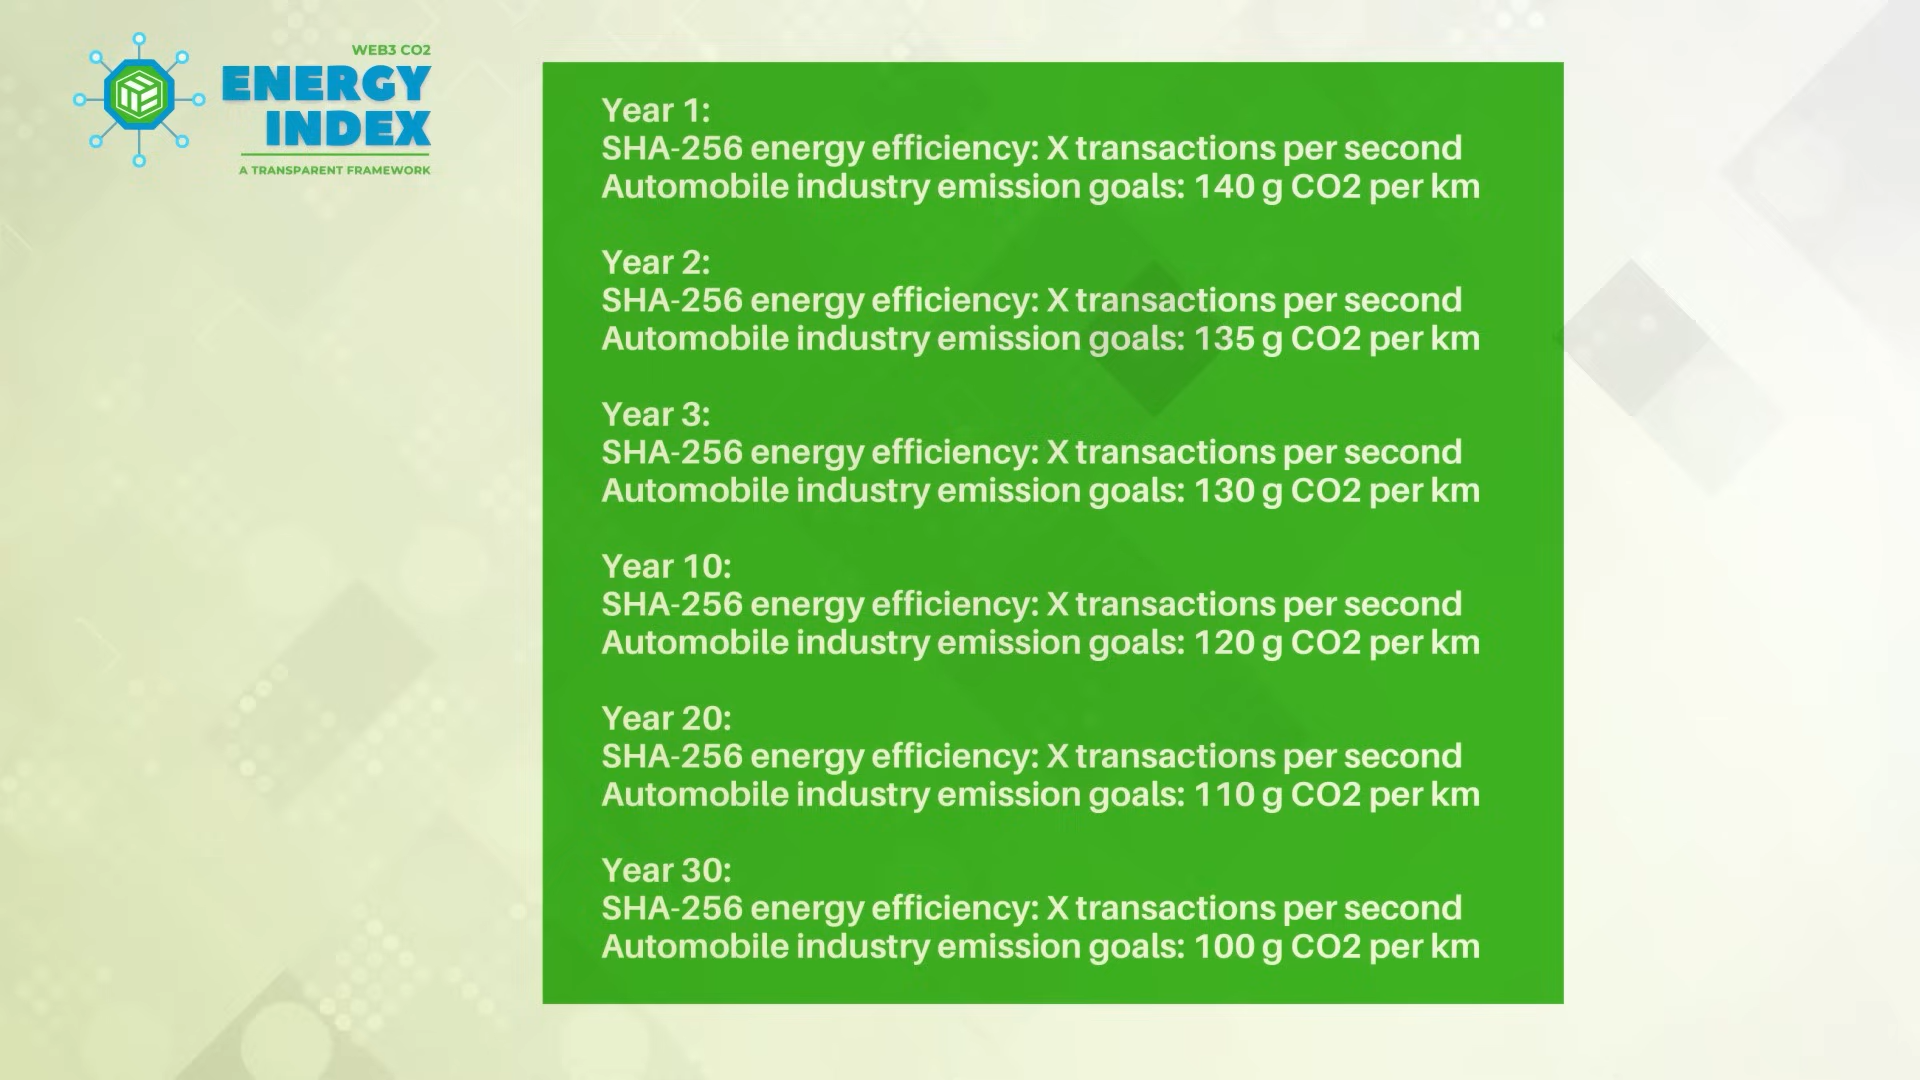 WEB3 CO2
ENERGY
INDEX
A TRANSPARENT FRAMEWORK
Year 1:
SHA-256 energy efficiency: X transactions per second
Automobile industry emission goals: 140 g CO2 per km
Year 2:
SHA-256 energy efficiency: X transactions per second
Automobile industry emission goals: 135 g CO2 per km
Year 3:
SHA-256 energy efficiency: X transactions per second
Automobile industry emission goals: 130 g CO2 per km
Year 10:
SHA-256 energy efficiency: X transactions per second
Automobile industry emission goals: 120 g CO2 per km
Year 20:
SHA-256 energy efficiency: X transactions per second
Automobile industry emission goals: 110 g CO2 per km
Year 30:
SHA-256 energy efficiency: X transactions per second
Automobile industry emission goals: 100 g CO2 per km